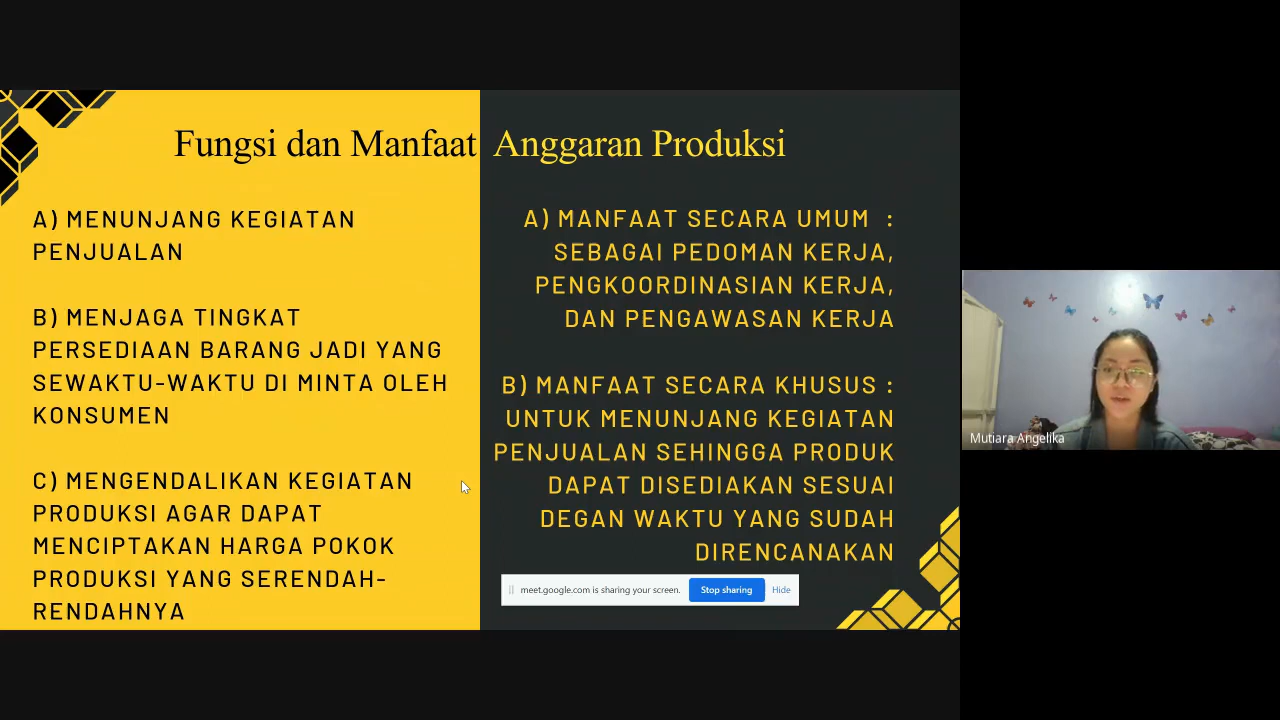 Fungsi dan Manfaat Anggaran Produksi
A) MENUNJANG KEGIATAN
PENJUALAN
B) MENJAGA TINGKAT
PERSEDIAAN BARANG JADI YANG
SEWAKTU-WAKTU DI MINTA OLEH
KONSUMEN
C) MENGENDALIKAN KEGIATAN
PRODUKSI AGAR DAPAT
MENCIPTAKAN HARGA POKOK
PRODUKSI YANG SERENDAH-
RENDAHNYA
A) MANFAAT SECARA UMUM :
SEBAGAI PEDOMAN KERJA,
PENGKOORDINASIAN KERJA,
DAN PENGAWASAN KERJA
B) MANFAAT SECARA KHUSUS :
UNTUK MENUNJANG KEGIATAN
PENJUALAN SEHINGGA PRODUK
DAPAT DISEDIAKAN SESUAI
DEGAN WAKTU YANG SUDAH
DIRENCANAKAN
meet.google.com is sharing your screen. Stop sharing Hide
Mutiara Angelika